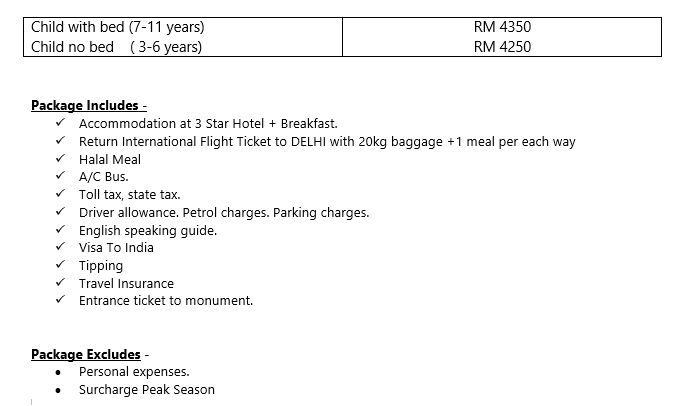 Child with bed (7-11 years) RM 4350
Child no bed ( 3-6 years) RM 4250
Package Includes -
✓ Accommodation at 3 Star Hotel + Breakfast.
✓ Return International Flight Ticket to DELHI with 20kg baggage +1 meal per each way
✓ Halal Meal
✓ A/C Bus.
✓ Toll tax, state tax.
✓ Driver allowance. Petrol charges. Parking charges.
✓ English speaking guide.
✓ Visa To India
✓ Tipping
✓ Travel Insurance
✓ Entrance ticket to monument.
Package Excludes -
• Personal expenses.
• Surcharge Peak Season